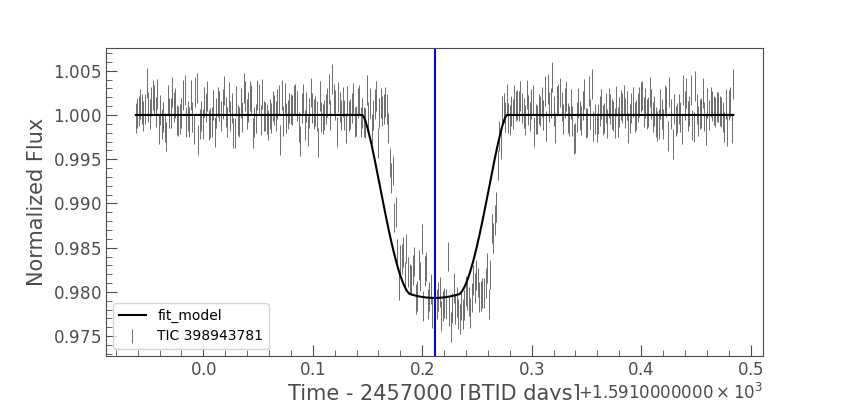 Normalized Flux
1.005
1.000
0.995
0.990
0.985
0.980
0.975
fit_model
TIC 398943781
0.0 0.1 0.2 0.3 0.4 0.5
Time - 2457000 [BTJD days]
+1.5910000000 × 10³